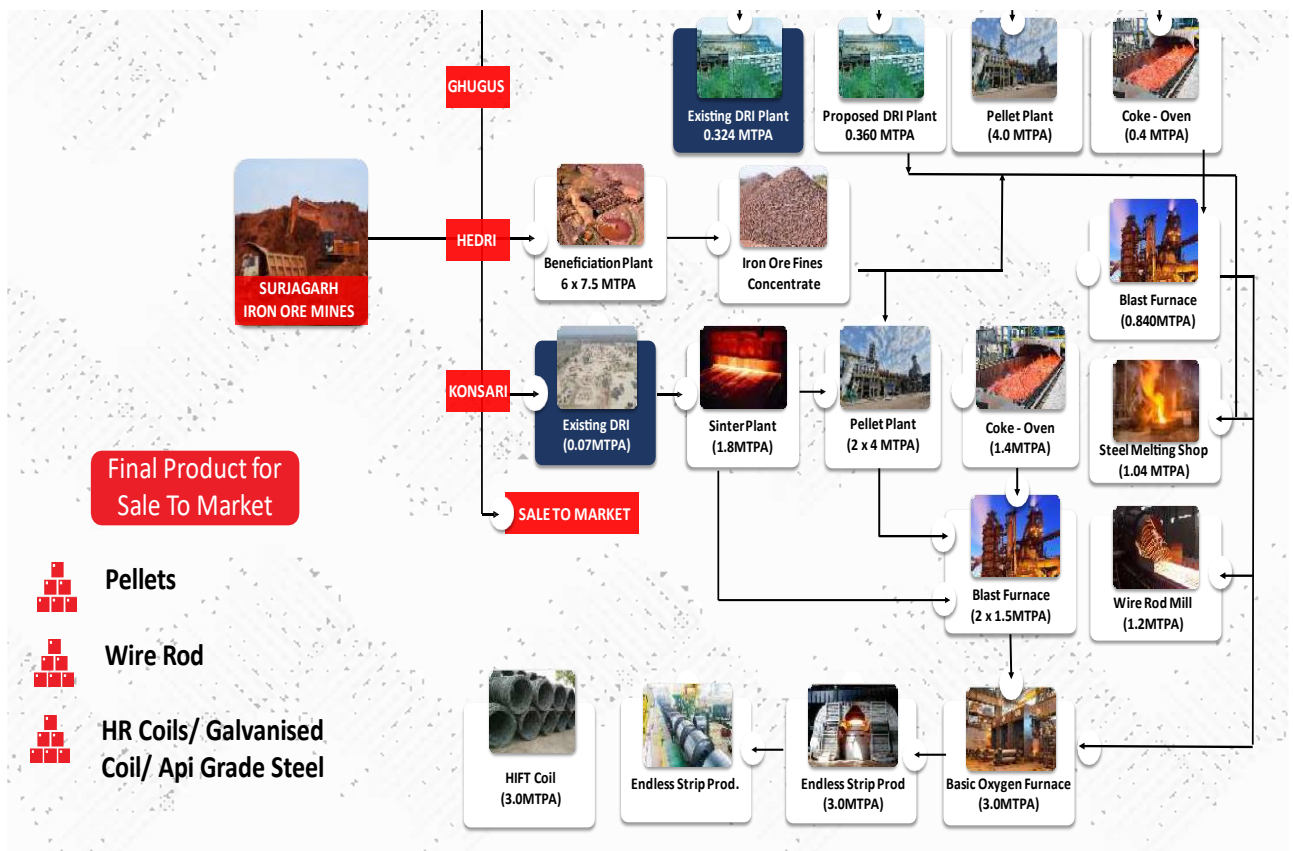 GHUGUS
Existing DRI Plant
0.324 MTPA
Proposed DRI Plant
0.360 MTPA
Pellet Plant
(4.0 MTPA)
Coke - Oven
(0.4 MTPA)
SURJAGARH
IRON ORE MINES
HEDRI
Beneficiation Plant
6 x 7.5 MTPA
Iron Ore Fines
Concentrate
Blast Furnace
(0.840MTPA)
KONSARI
Existing DRI
(0.07MTPA)
Sinter Plant
(1.8MTPA)
Pellet Plant
(2 x 4 MTPA)
Coke - Oven
(1.4MTPA)
Steel Melting Shop
(1.04 MTPA)
Final Product for
Sale To Market
SALE TO MARKET
Pellets
Blast Furnace
(2 x 1.5MTPA)
Wire Rod Mill
(1.2MTPA)
Wire Rod
HR Coils/ Galvanised
Coil/ Api Grade Steel
HIFT Coil
(3.0MTPA)
Endless Strip Prod.
Endless Strip Prod
(3.0MTPA)
Basic Oxygen Furnace
(3.0MTPA)